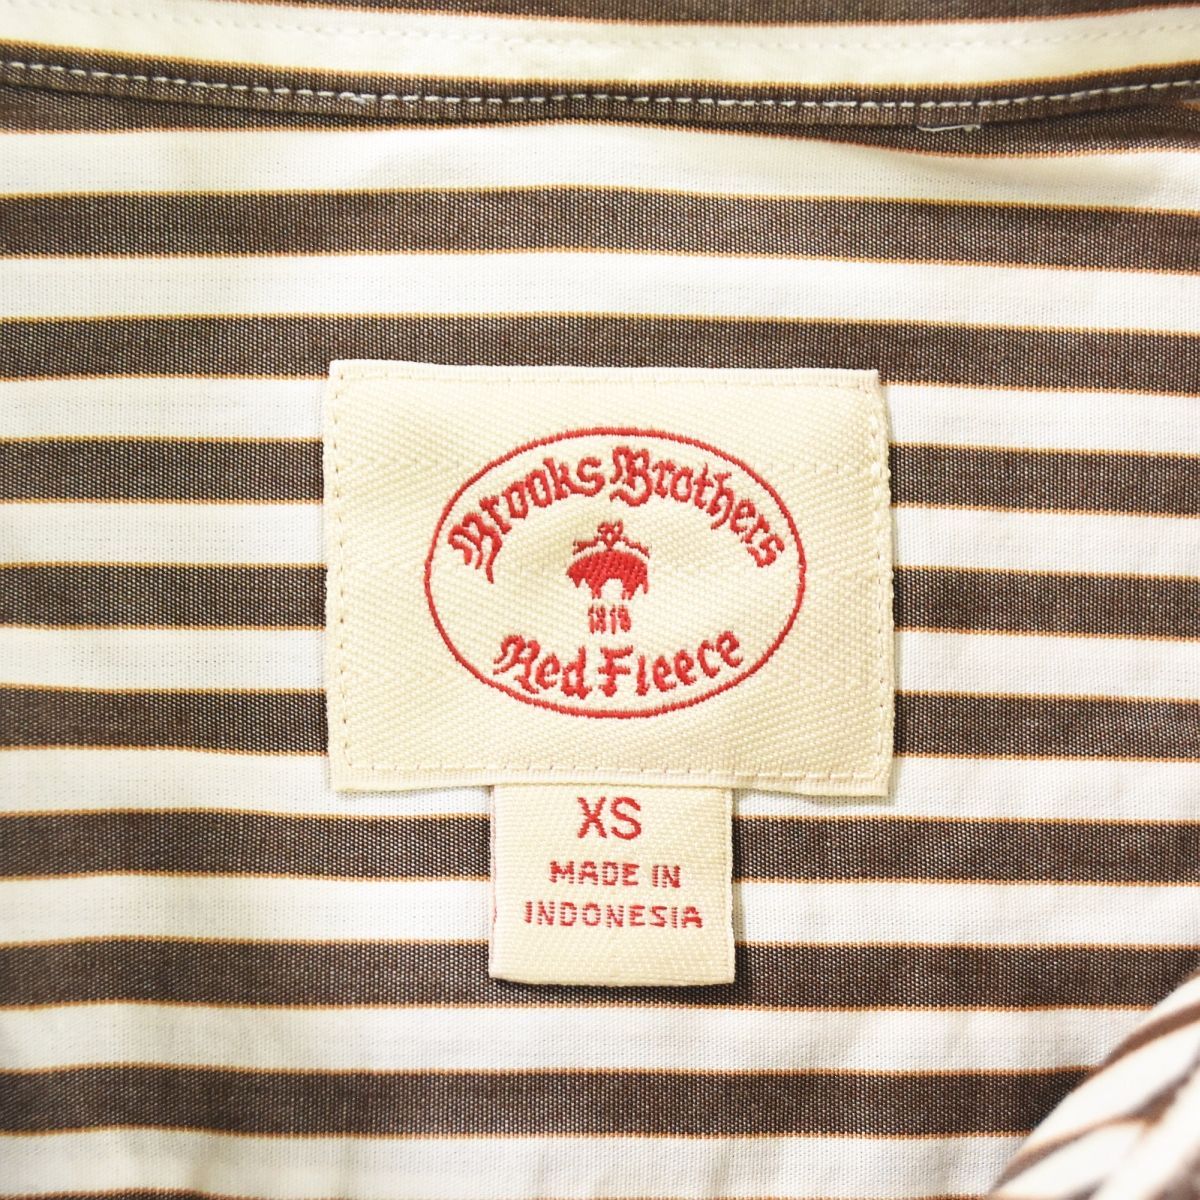 Brooks Brothers
1818
Red Fleece
XS
MADE IN
INDONESIA